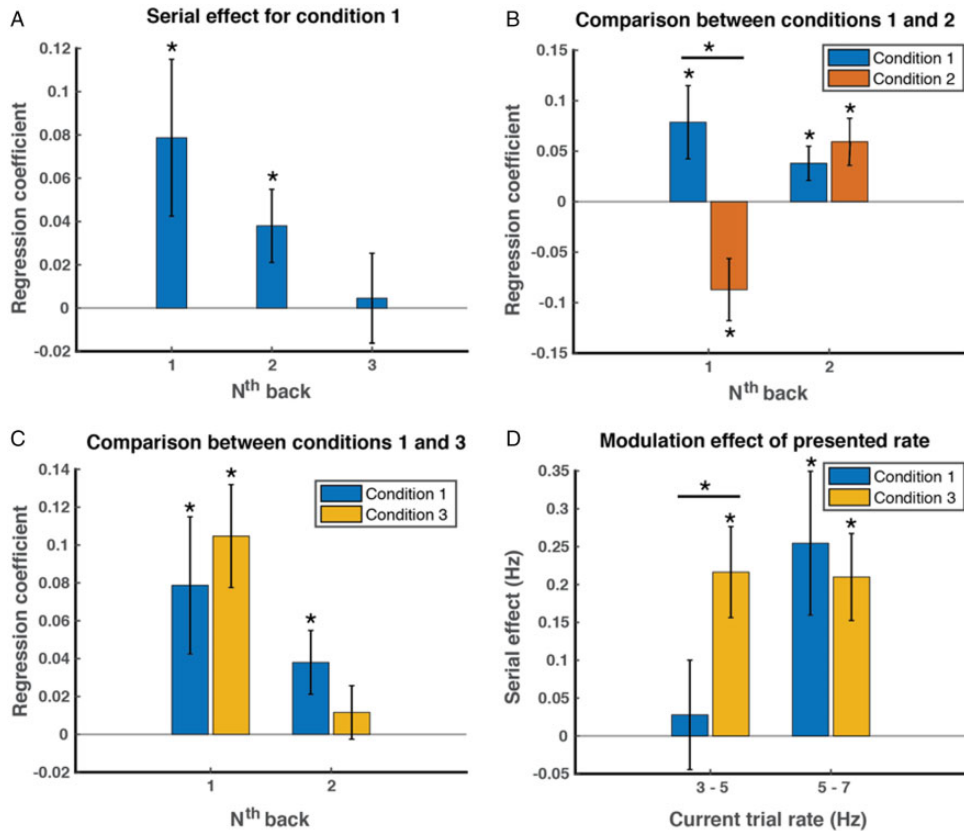 A
Serial effect for condition 1
0.12
0.1
0.08
0.06
0.04
0.02
0
-0.02
Regression coefficient
*
*
1 2 3
Nth back
B
Comparison between conditions 1 and 2
0.15
0.1
0.05
0
-0.05
-0.1
-0.15
Regression coefficient
Condition 1
Condition 2
*
*
*
*
*
1 2
Nth back
C
Comparison between conditions 1 and 3
0.14
0.12
0.1
0.08
0.06
0.04
0.02
0
-0.02
Regression coefficient
Condition 1
Condition 3
*
*
*
1 2
Nth back
D
Modulation effect of presented rate
0.35
0.3
0.25
0.2
0.15
0.1
0.05
0
-0.05
Serial effect (Hz)
Condition 1
Condition 3
*
*
*
*
3 - 5 5 - 7
Current trial rate (Hz)